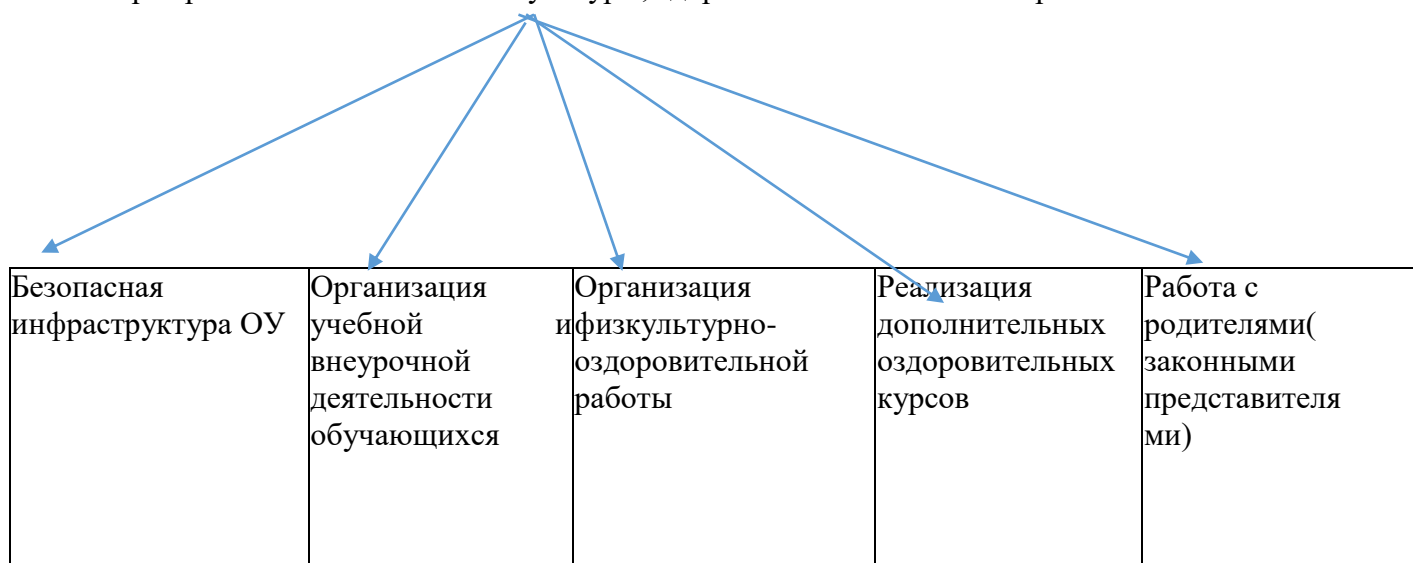 Безопасная
инфраструктура ОУ
Организация
учебной и
внеурочной
деятельности
обучающихся
Организация
физкультурно-
оздоровительной
работы
Реализация
дополнительных
оздоровительных
курсов
Работа с
родителями(
законными
представителя
ми)